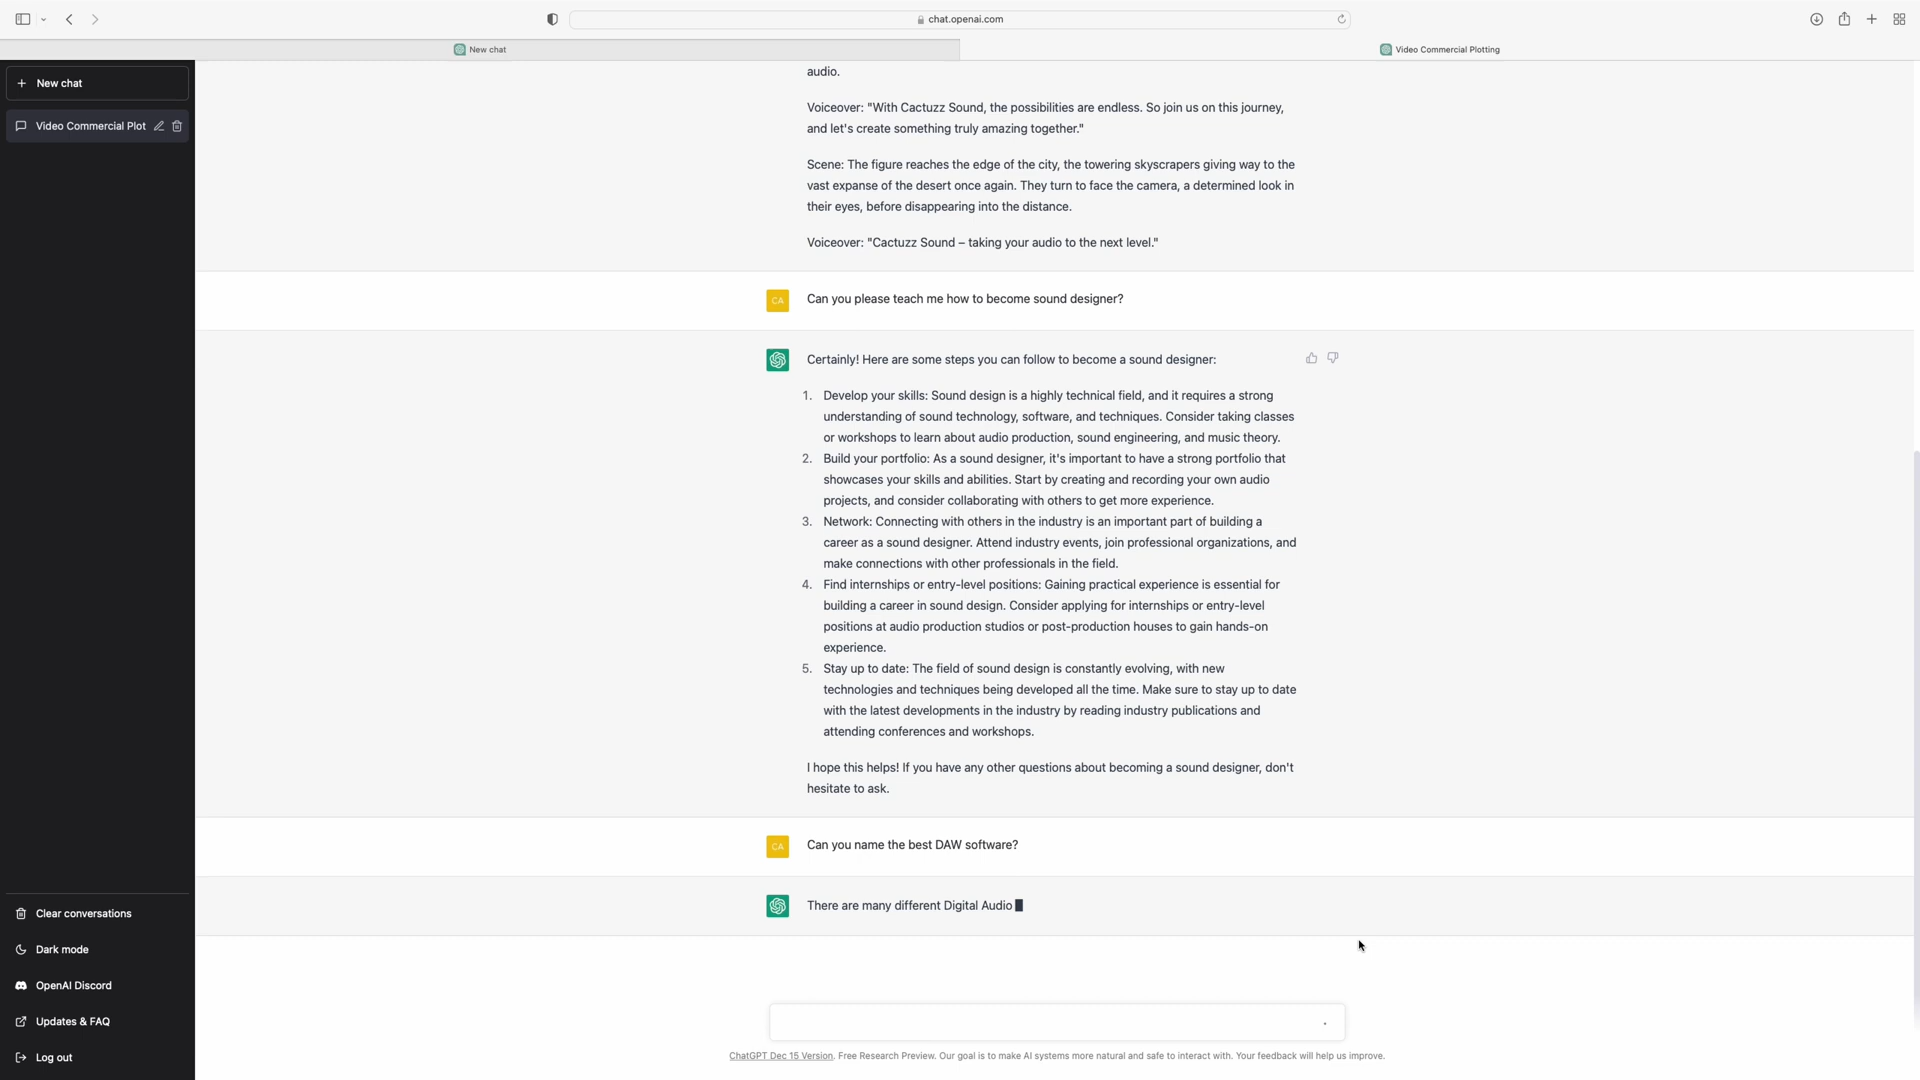 chat.openai.com
New chat
Video Commercial Plotting
New chat
Video Commercial Plot
audio.
Voiceover: "With Cactuzz Sound, the possibilities are endless. So join us on this journey,
and let's create something truly amazing together."
Scene: The figure reaches the edge of the city, the towering skyscrapers giving way to the
vast expanse of the desert once again. They turn to face the camera, a determined look in
their eyes, before disappearing into the distance.
Voiceover: "Cactuzz Sound – taking your audio to the next level."
CA
Can you please teach me how to become sound designer?
Certainly! Here are some steps you can follow to become a sound designer:
1. Develop your skills: Sound design is a highly technical field, and it requires a strong
understanding of sound technology, software, and techniques. Consider taking classes
or workshops to learn about audio production, sound engineering, and music theory.
2. Build your portfolio: As a sound designer, it's important to have a strong portfolio that
showcases your skills and abilities. Start by creating and recording your own audio
projects, and consider collaborating with others to get more experience.
3. Network: Connecting with others in the industry is an important part of building a
career as a sound designer. Attend industry events, join professional organizations, and
make connections with other professionals in the field.
4. Find internships or entry-level positions: Gaining practical experience is essential for
building a career in sound design. Consider applying for internships or entry-level
positions at audio production studios or post-production houses to gain hands-on
experience.
5. Stay up to date: The field of sound design is constantly evolving, with new
technologies and techniques being developed all the time. Make sure to stay up to date
with the latest developments in the industry by reading industry publications and
attending conferences and workshops.
I hope this helps! If you have any other questions about becoming a sound designer, don't
hesitate to ask.
CA
Can you name the best DAW software?
There are many different Digital Audio
Clear conversations
Dark mode
OpenAI Discord
Updates & FAQ
Log out
ChatGPT Dec 15 Version. Free Research Preview. Our goal is to make AI systems more natural and safe to interact with. Your feedback will help us improve.